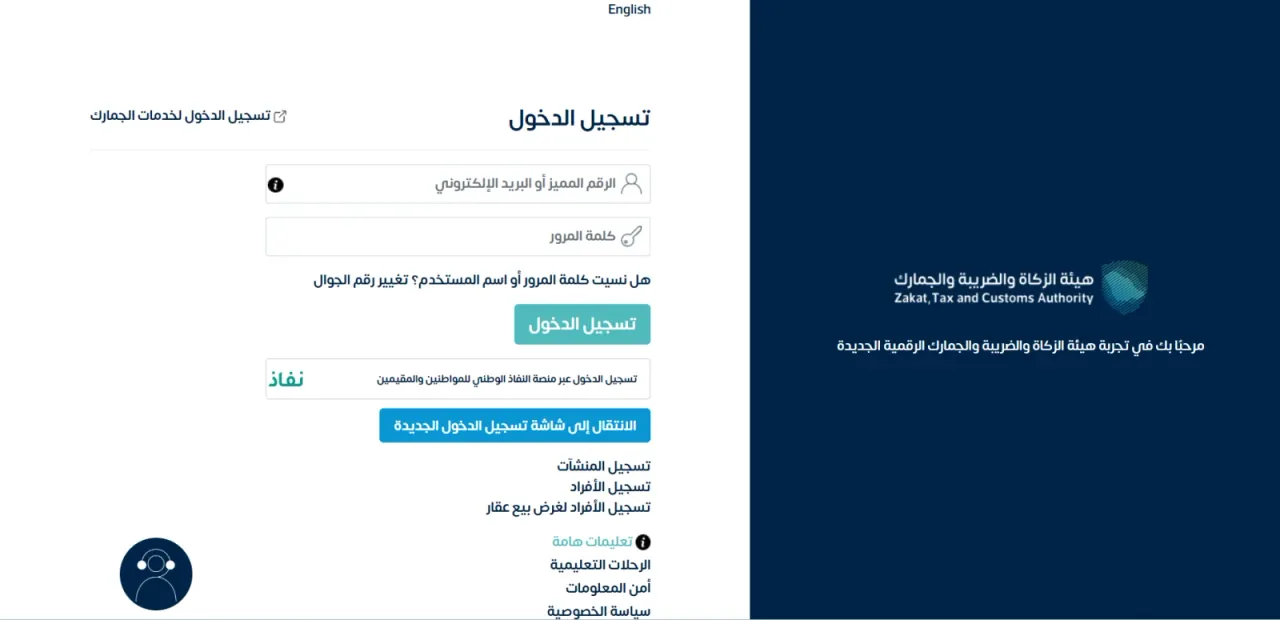 English
تسجيل الدخول
تسجيل الدخول لخدمات الجمارك
الرقم المميز أو البريد الإلكتروني
كلمة المرور
هل نسيت كلمة المرور أو اسم المستخدم؟ تغيير رقم الجوال
تسجيل الدخول
تسجيل الدخول عبر منصة النفاذ الوطني للمواطنين والمقيمين
نفاذ
الانتقال إلى شاشة تسجيل الدخول الجديدة
تسجيل المنشآت
تسجيل الأفراد
تسجيل الأفراد لغرض بيع عقار
تعليمات هامة
الرحلات التعليمية
أمن المعلومات
سياسة الخصوصية
هيئة الزكاة والضريبة والجمارك
Zakat, Tax and Customs Authority
مرحبًا بك في تجربة هيئة الزكاة والضريبة والجمارك الرقمية الجديدة